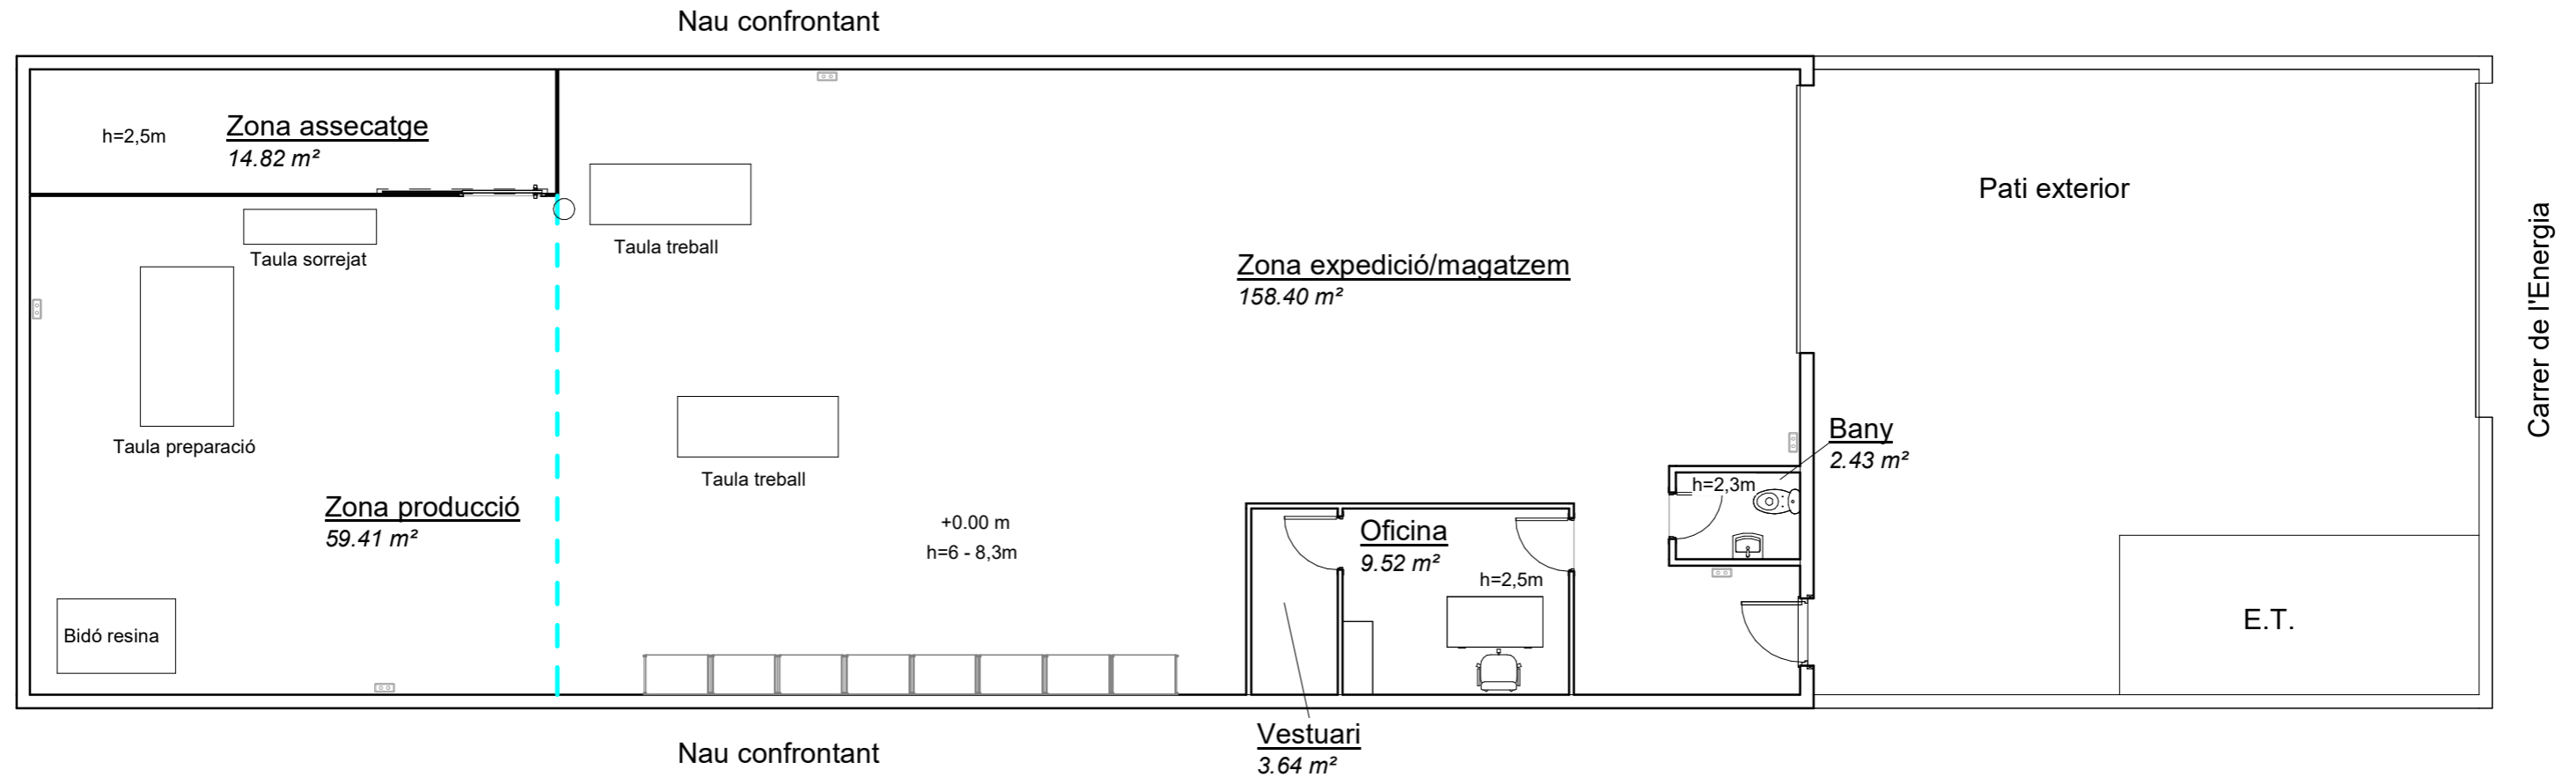 Nau confrontant
h=2,5m
Zona assecatge
14.82 m²
Taula sorrejat
Taula treball
Pati exterior
Carrer de l'Energia
Zona expedició/magatzem
158.40 m²
Taula preparació
Taula treball
Bany
2.43 m²
h=2,3m
Zona producció
59.41 m²
+0.00 m
h=6 - 8,3m
Oficina
9.52 m²
h=2,5m
Bidó resina
E.T.
Vestuari
3.64 m²
Nau confrontant